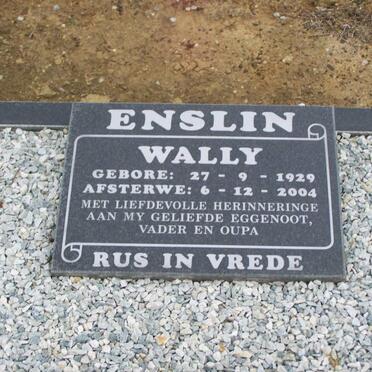 ENSLIN
WALLY
GEBORE: 27 - 9 - 1929
AFSTERWE: 6 - 12 - 2004
MET LIEFDEVOLLE HERINNERINGE
AAN MY GELIEFDE EGGENOOT,
VADER EN OUPA
RUS IN VREDE